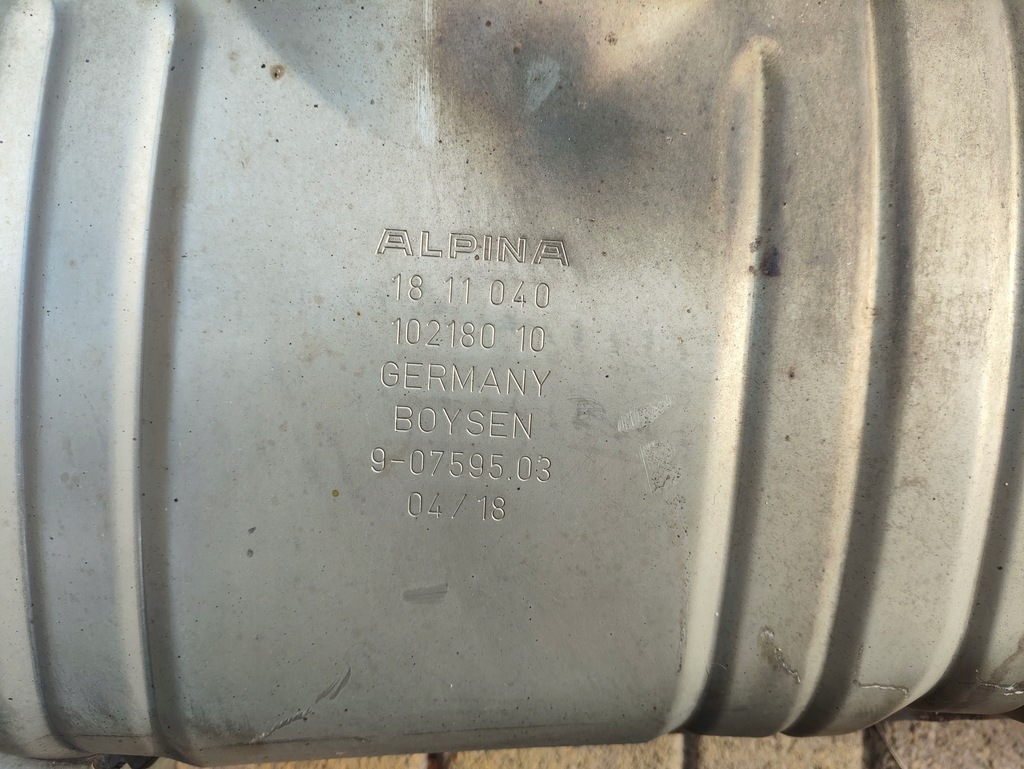 ALPINA
18 11 040
102180 10
GERMANY
BOYSEN
9-07595.03
04/18